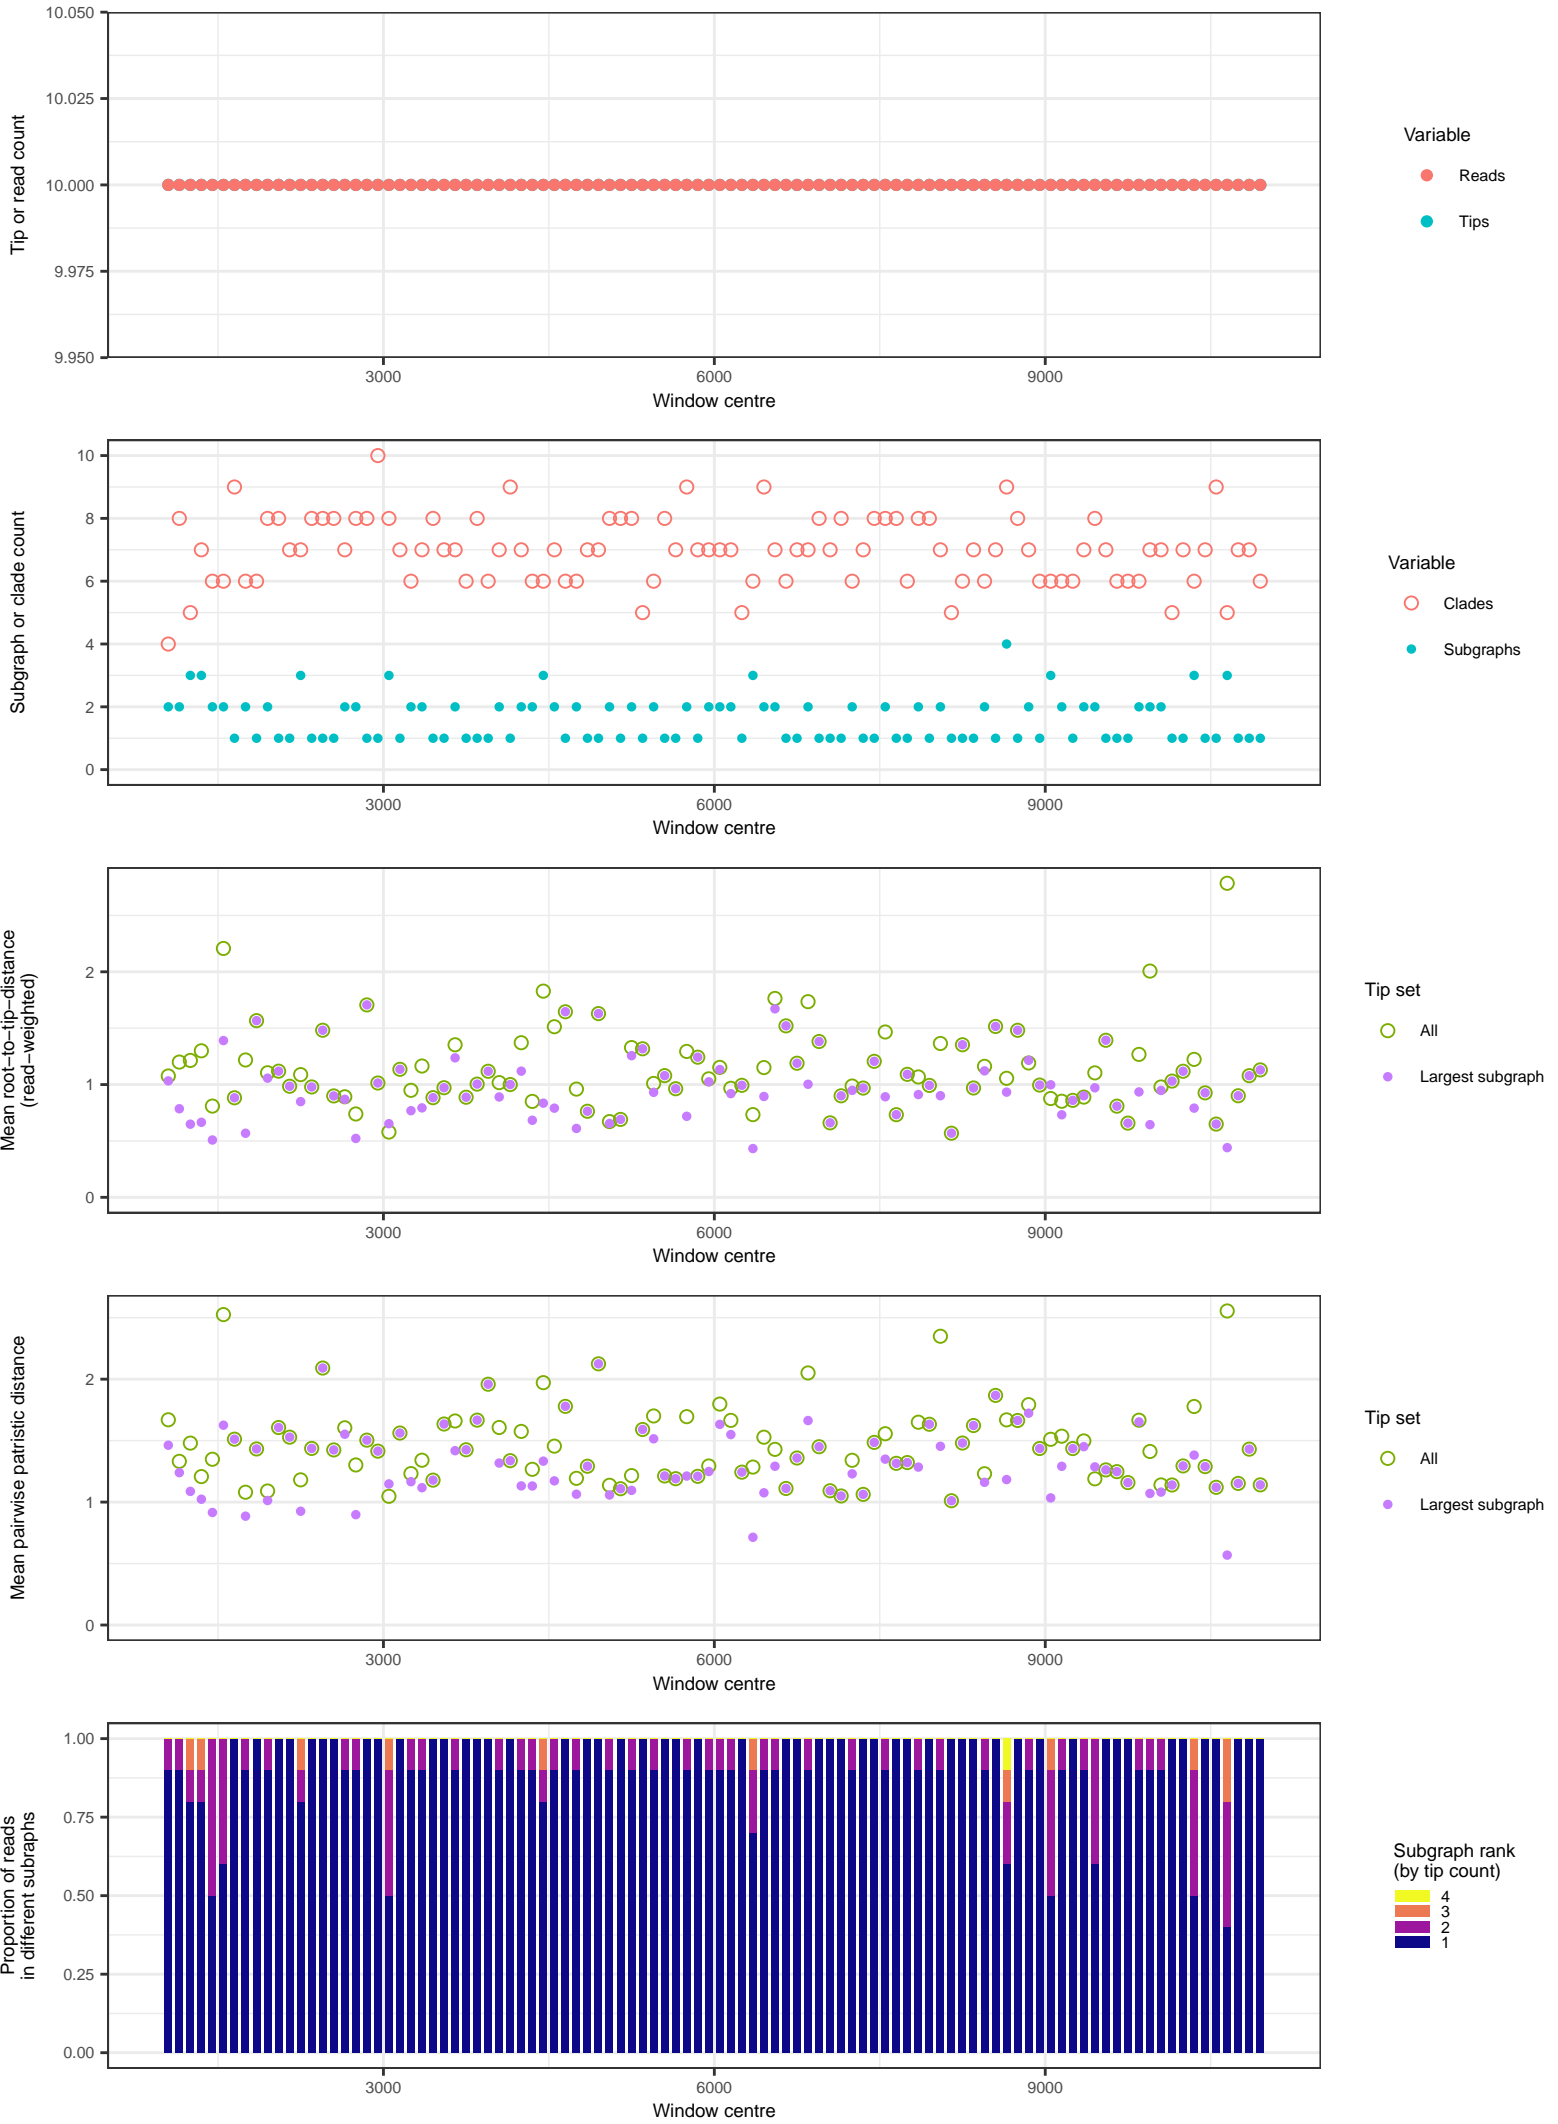 10.050
10.025
10.000
9.975
9.950
Tip or read count
3000
6000
9000
Window centre
Variable
Reads
Tips
10
8
6
4
2
0
Subgraph or clade count
3000
6000
9000
Window centre
Variable
Clades
Subgraphs
2
1
0
Mean root−to−tip−distance
(read−weighted)
3000
6000
9000
Window centre
Tip set
All
Largest subgraph
2
1
0
Mean pairwise patristic distance
3000
6000
9000
Window centre
Tip set
All
Largest subgraph
1.00
0.75
0.50
0.25
0.00
Proportion of reads
in different subraphs
3000
6000
9000
Window centre
Subgraph rank
(by tip count)
4
3
2
1